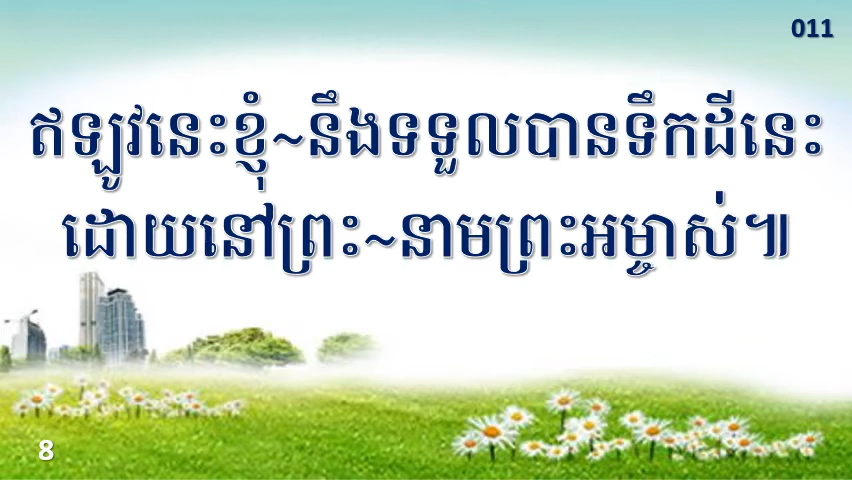 011
ឥឡូវនេះខ្ញុំ~នឹងទទួលបានទឹកដីនេះ
ដោយនៅព្រះ~នាមព្រះអម្ចាស់៕
8